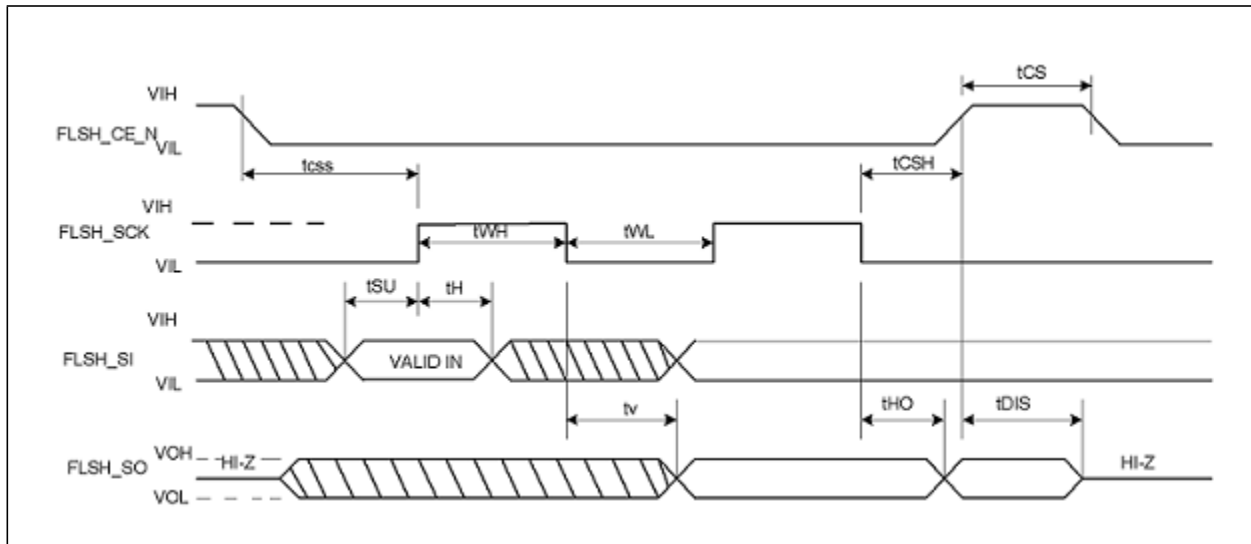 tCS
VIH
FLSH_CE_N
VIL
tcss
tCSH
VIH
FLSH_SCK
tWH
tWL
VIL
tSU
tH
VIH
FLSH_SI
VALID IN
VIL
tv
tHO
tDIS
VOH
FLSH_SO
HI-Z
HI-Z
VOL